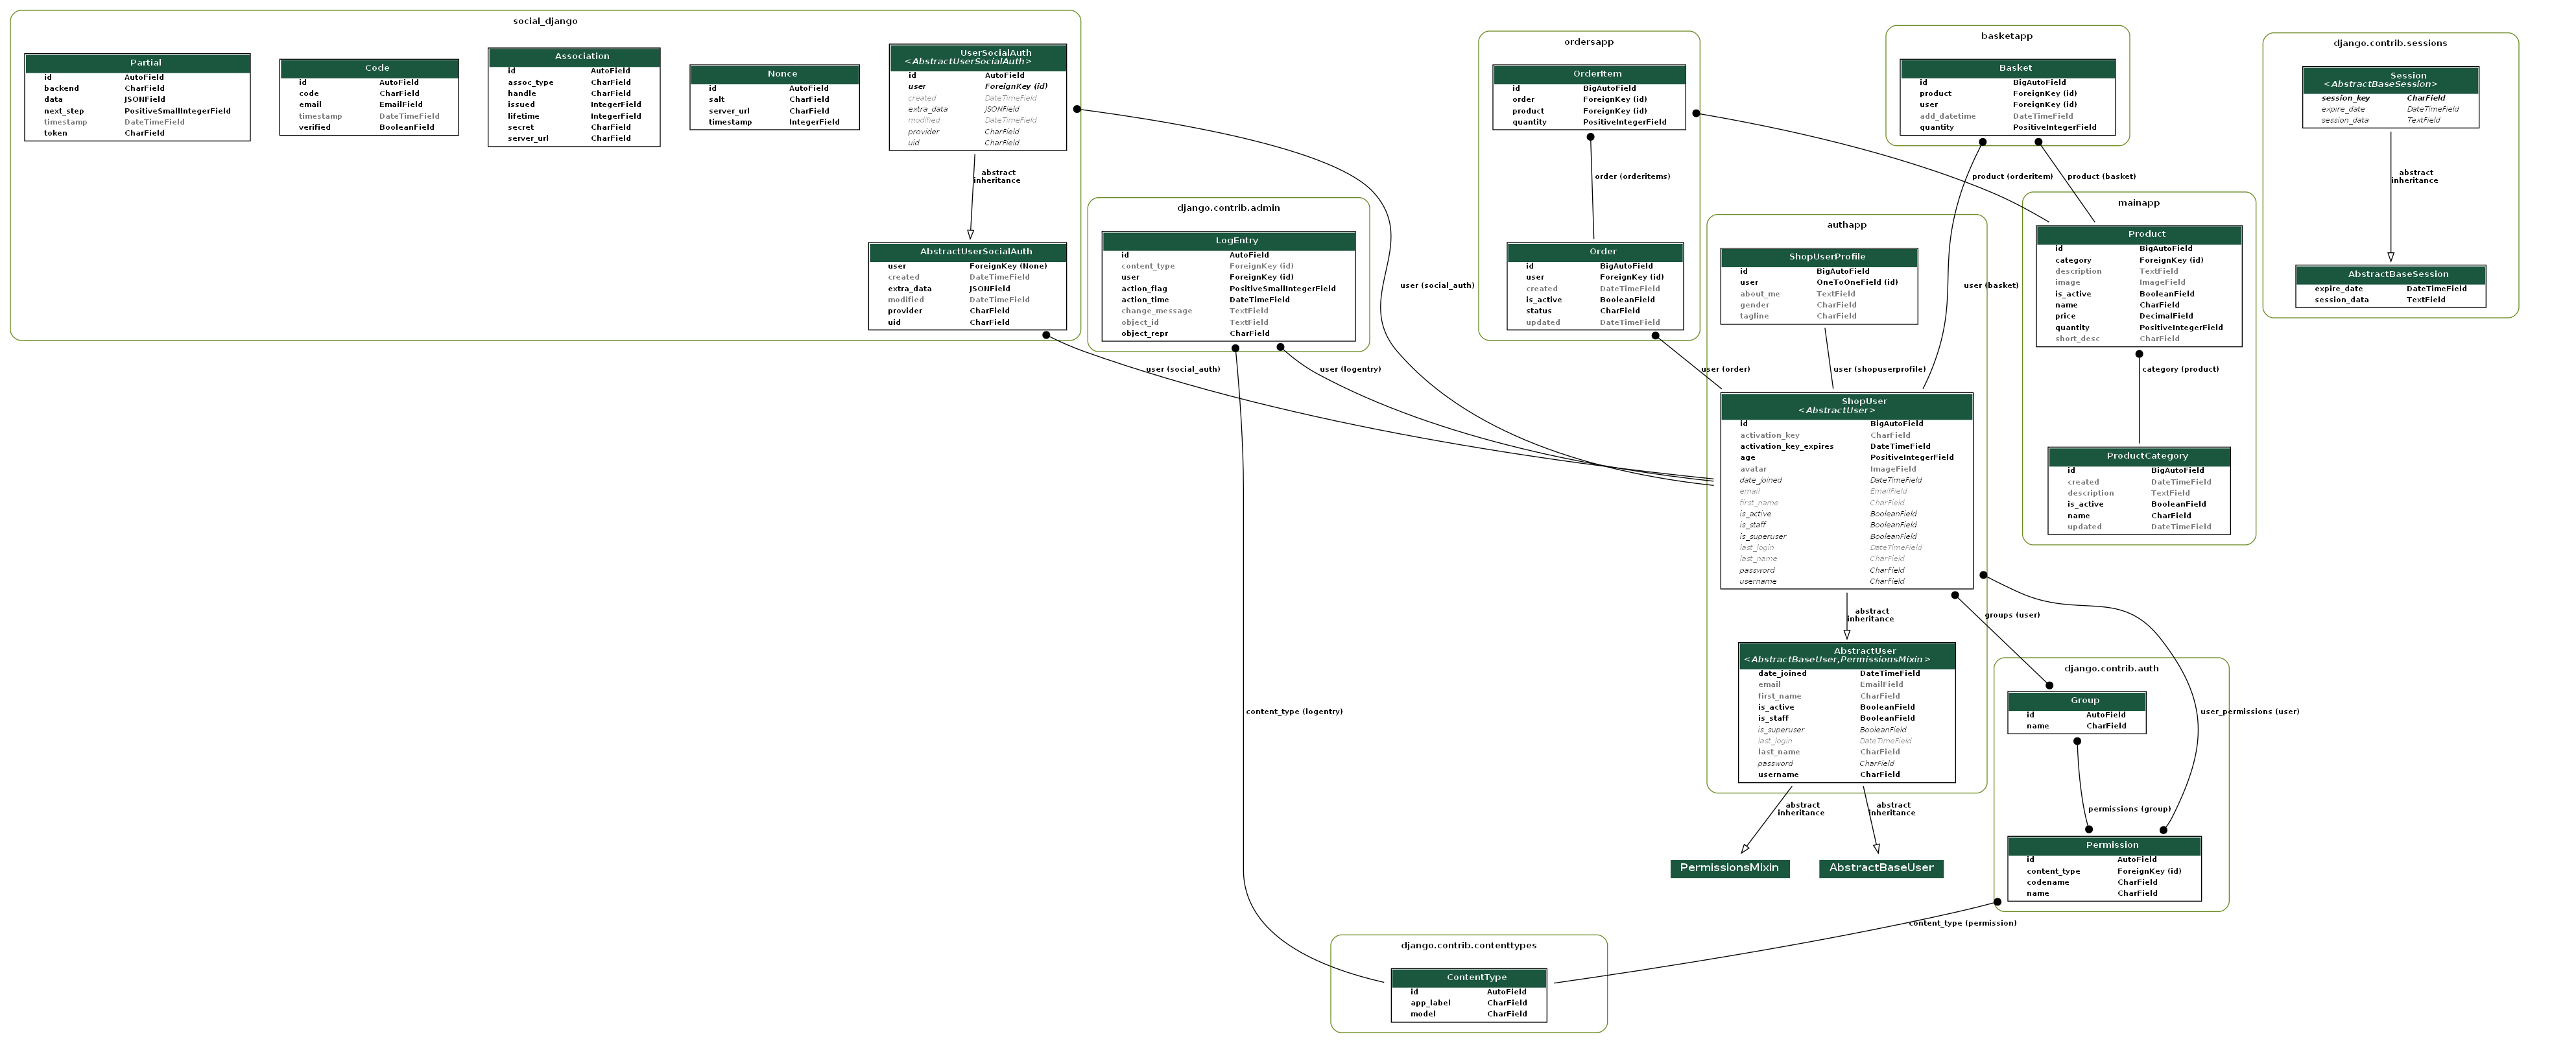 social_django
Partial
id AutoField
backend CharField
data JSONField
next_step PositiveSmallIntegerField
timestamp DateTimeField
token CharField
Code
id AutoField
code CharField
email EmailField
timestamp DateTimeField
verified BooleanField
Association
id AutoField
assoc_type CharField
handle CharField
issued IntegerField
lifetime IntegerField
secret CharField
server_url CharField
Nonce
id AutoField
salt CharField
server_url CharField
timestamp IntegerField
UserSocialAuth
<AbstractUserSocialAuth>
id AutoField
user ForeignKey (id)
created DateTimeField
extra_data JSONField
modified DateTimeField
provider CharField
uid CharField
abstract
inheritance
AbstractUserSocialAuth
user ForeignKey (None)
created DateTimeField
extra_data JSONField
modified DateTimeField
provider CharField
uid CharField
django.contrib.admin
LogEntry
id AutoField
content_type ForeignKey (id)
user ForeignKey (id)
action_flag PositiveSmallIntegerField
action_time DateTimeField
change_message TextField
object_id TextField
object_repr CharField
user (social_auth)
user (logentry)
user (social_auth)
ordersapp
OrderItem
id BigAutoField
order ForeignKey (id)
product ForeignKey (id)
quantity PositiveIntegerField
order (orderitems)
Order
id BigAutoField
user ForeignKey (id)
created DateTimeField
is_active BooleanField
status CharField
updated DateTimeField
user (order)
basketapp
Basket
id BigAutoField
product ForeignKey (id)
user ForeignKey (id)
add_datetime DateTimeField
quantity PositiveIntegerField
product (orderitem)
product (basket)
user (basket)
django.contrib.sessions
Session
<AbstractBaseSession>
session_key CharField
expire_date DateTimeField
session_data TextField
abstract
inheritance
AbstractBaseSession
expire_date DateTimeField
session_data TextField
mainapp
Product
id BigAutoField
category ForeignKey (id)
description TextField
image ImageField
is_active BooleanField
name CharField
price DecimalField
quantity PositiveIntegerField
short_desc CharField
category (product)
ProductCategory
id BigAutoField
created DateTimeField
description TextField
is_active BooleanField
name CharField
updated DateTimeField
authapp
ShopUserProfile
id BigAutoField
user OneToOneField (id)
about_me TextField
gender CharField
tagline CharField
user (shopuserprofile)
ShopUser
<AbstractUser>
id BigAutoField
activation_key CharField
activation_key_expires DateTimeField
age PositiveIntegerField
avatar ImageField
date_joined DateTimeField
email EmailField
first_name CharField
is_active BooleanField
is_staff BooleanField
is_superuser BooleanField
last_login DateTimeField
last_name CharField
password CharField
username CharField
abstract
inheritance
groups (user)
AbstractUser
<AbstractBaseUser,PermissionsMixin>
date_joined DateTimeField
email EmailField
first_name CharField
is_active BooleanField
is_staff BooleanField
is_superuser BooleanField
last_login DateTimeField
last_name CharField
password CharField
username CharField
abstract
inheritance
abstract
inheritance
PermissionsMixin
AbstractBaseUser
django.contrib.auth
Group
id AutoField
name CharField
user_permissions (user)
permissions (group)
Permission
id AutoField
content_type ForeignKey (id)
codename CharField
name CharField
content_type (logentry)
content_type (permission)
django.contrib.contenttypes
ContentType
id AutoField
app_label CharField
model CharField